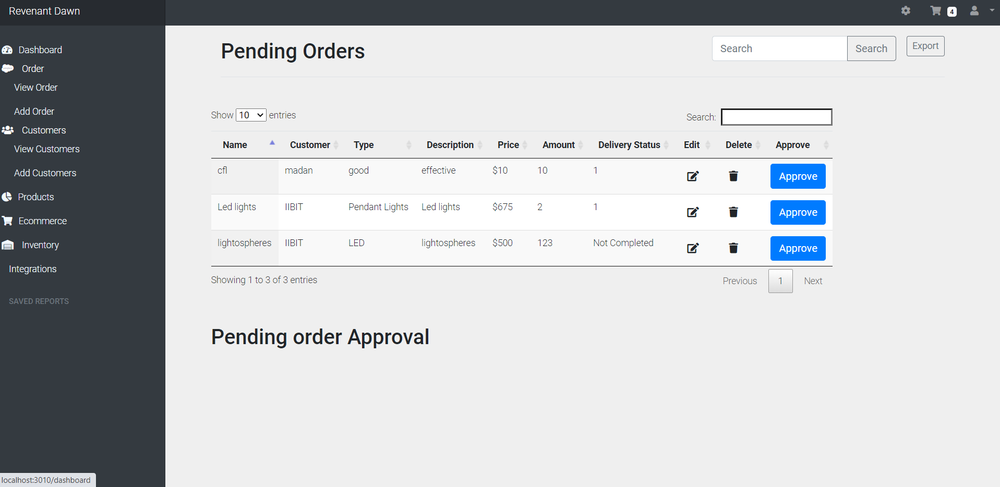 Revenant Dawn
4
Dashboard
Order
View Order
Add Order
Customers
View Customers
Add Customers
Products
Ecommerce
Inventory
Integrations
SAVED REPORTS
Pending Orders
Search Search Export
Show 10 entries
Search:
Name Customer Type Description Price Amount Delivery Status Edit Delete Approve
cfl madan good effective $10 10 1 Approve
Led lights IIBIT Pendant Lights Led lights $675 2 1 Approve
lightospheres IIBIT LED lightospheres $500 123 Not Completed Approve
Showing 1 to 3 of 3 entries
Previous 1 Next
Pending order Approval
localhost:3010/dashboard